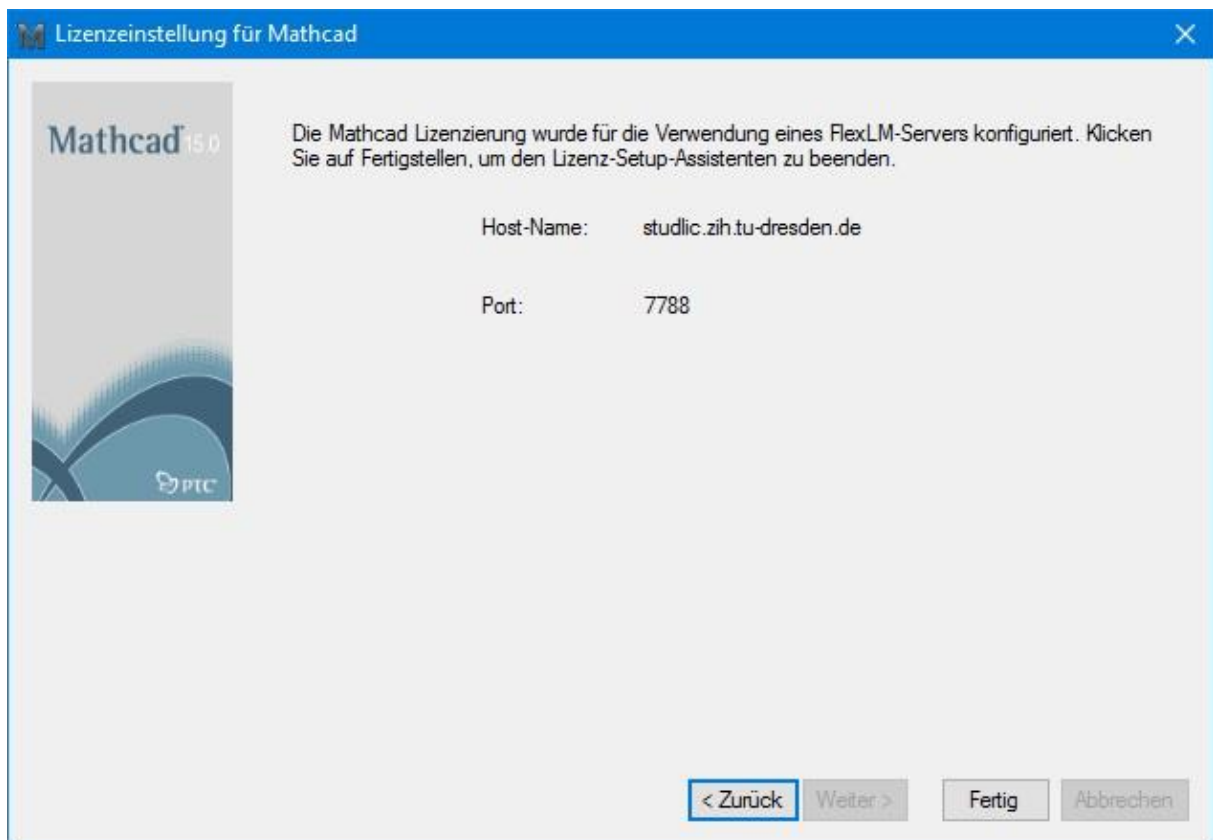 Lizenzeinstellung für Mathcad
Mathcad 15.0
Die Mathcad Lizenzierung wurde für die Verwendung eines FlexLM-Servers konfiguriert. Klicken
Sie auf Fertigstellen, um den Lizenz-Setup-Assistenten zu beenden.
Host-Name: studlic.zih.tu-dresden.de
Port: 7788
PTC
< Zurück Weiter > Fertig Abbrechen